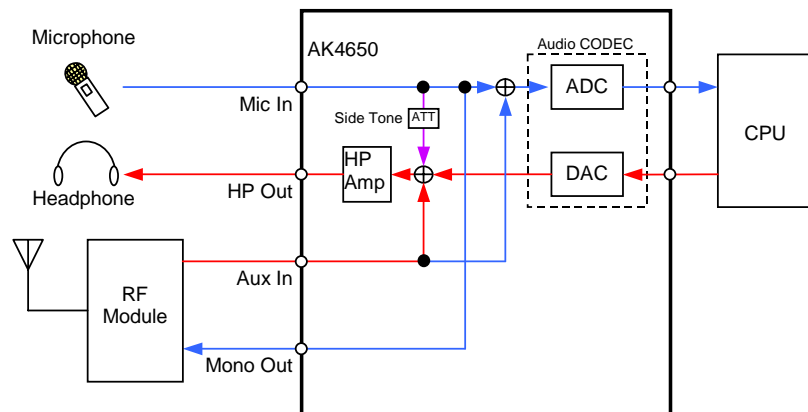 Microphone
AK4650
Audio CODEC
Mic In
ADC
Side Tone
ATT
CPU
HP
Amp
DAC
Headphone
HP Out
RF
Module
Aux In
Mono Out